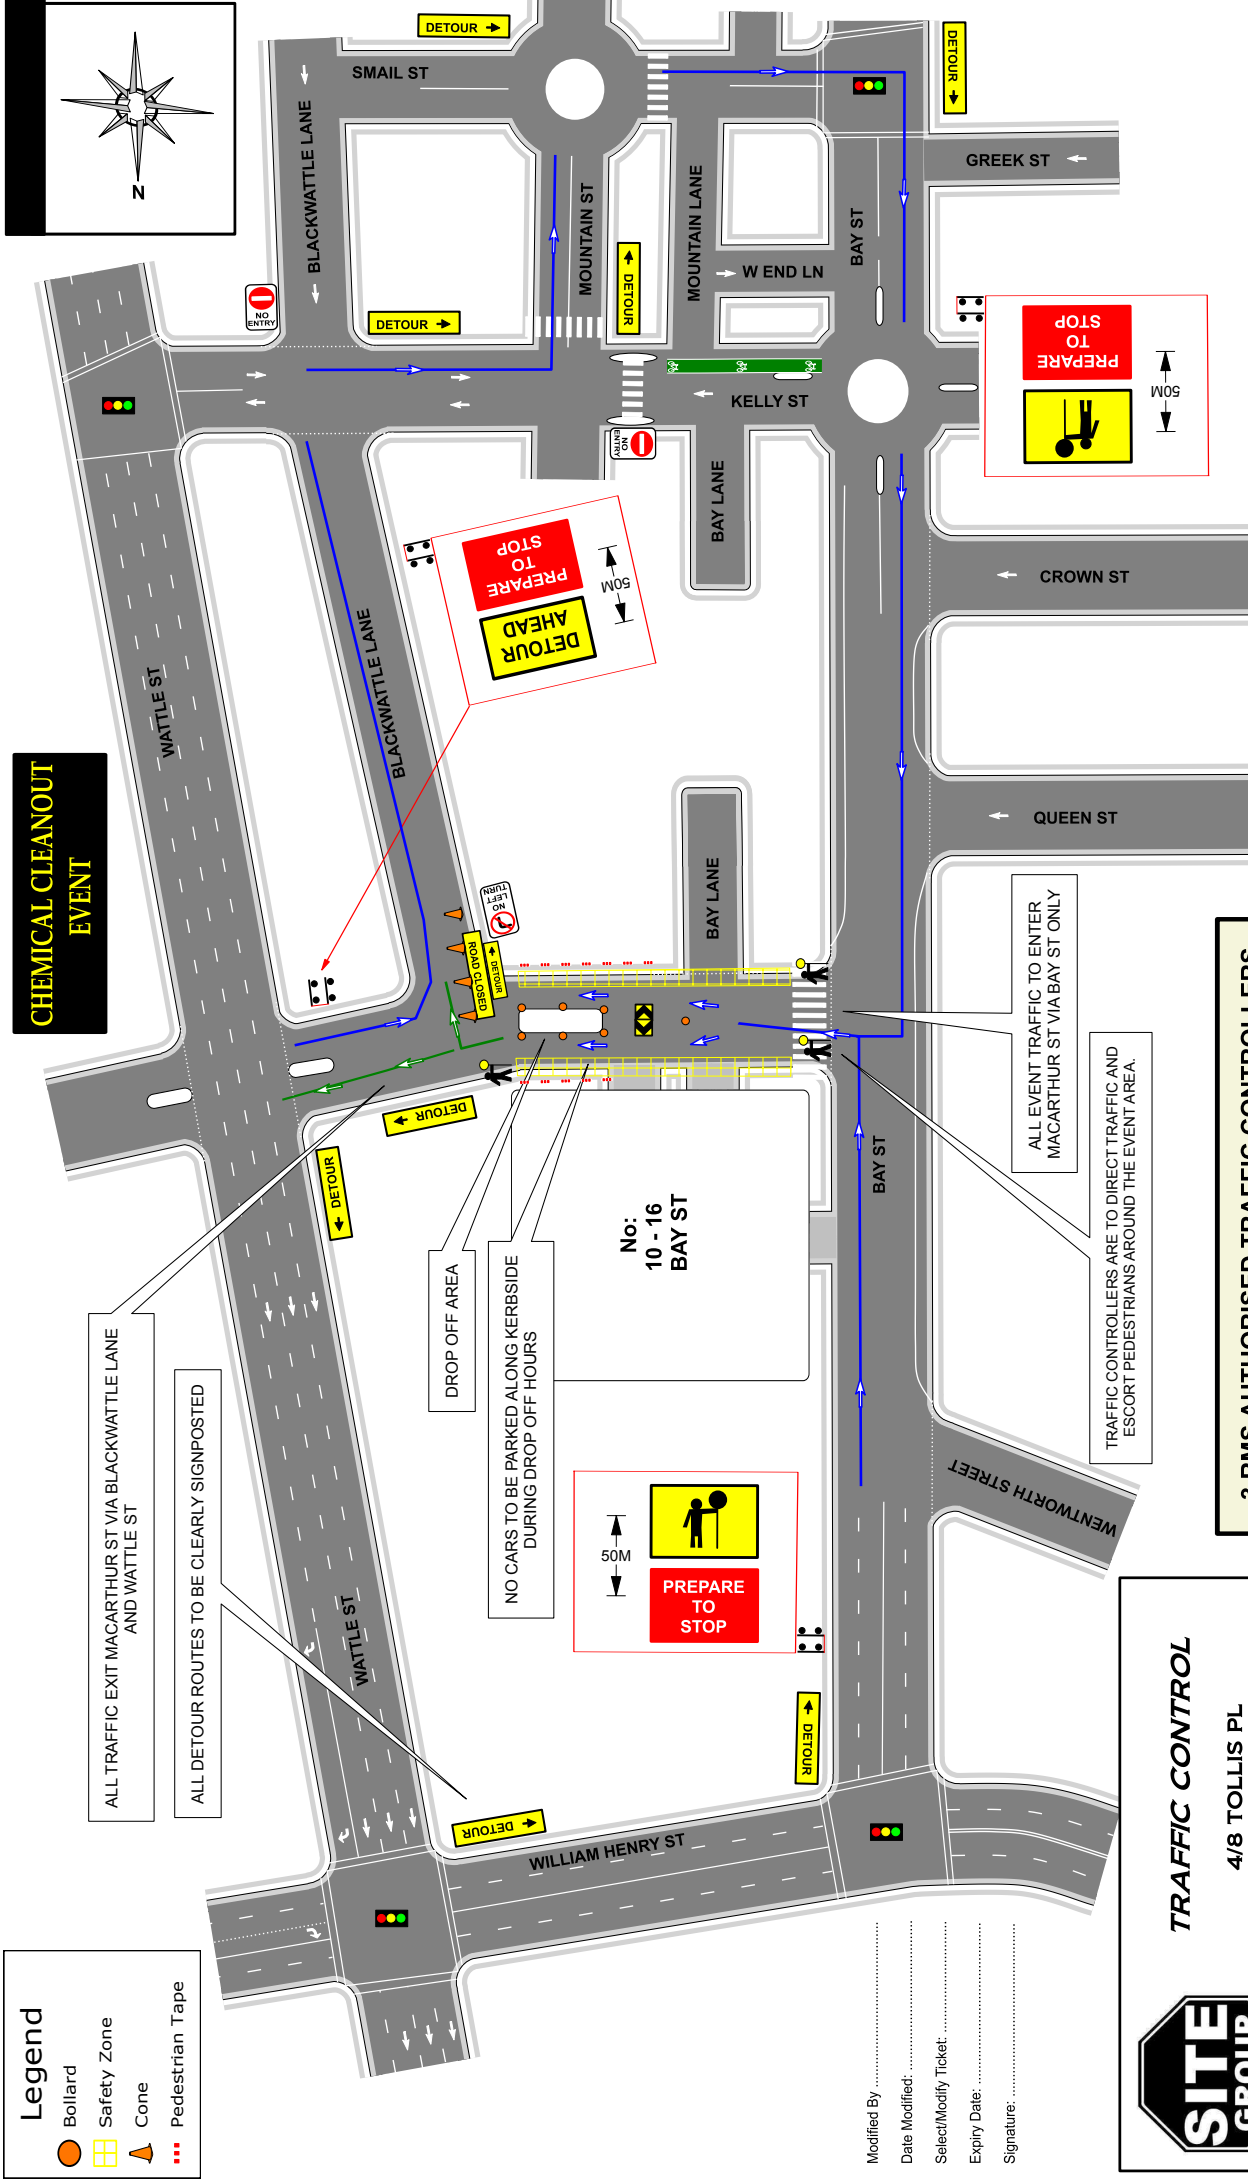 CHEMICAL CLEANOUT
EVENT
N
Legend
Bollard
Safety Zone
Cone
Pedestrian Tape
ALL TRAFFIC EXIT MACARTHUR ST VIA BLACKWATTLE LANE
AND WATTLE ST
ALL DETOUR ROUTES TO BE CLEARLY SIGNPOSTED
DROP OFF AREA
NO CARS TO BE PARKED ALONG KERBSIDE
DURING DROP OFF HOURS
ALL EVENT TRAFFIC TO ENTER
MACARTHUR ST VIA BAY ST ONLY
TRAFFIC CONTROLLERS ARE TO DIRECT TRAFFIC AND
ESCORT PEDESTRIANS AROUND THE EVENT AREA.
No:
10 - 16
BAY ST
WATTLE ST
WATTLE ST
BLACKWATTLE LANE
BLACKWATTLE LANE
SMAIL ST
MOUNTAIN ST
MOUNTAIN LANE
W END LN
BAY ST
GREEK ST
KELLY ST
BAY LANE
BAY LANE
CROWN ST
QUEEN ST
BAY ST
WENTWORTH STREET
WILLIAM HENRY ST
DETOUR
DETOUR
DETOUR
DETOUR
DETOUR
DETOUR
DETOUR
DETOUR
DETOUR
ROAD CLOSED
NO
LEFT
TURN
NO
ENTRY
NO
ENTRY
DETOUR
AHEAD
PREPARE
TO
STOP
50M
PREPARE
TO
STOP
50M
PREPARE
TO
STOP
50M
Modified By
Date Modified:
Select/Modify Ticket:
Expiry Date:
Signature:
SITE
GROUP
TRAFFIC CONTROL
4/8 TOLLIS PL
RMS AUTHORISED TRAFFIC CONTROLLERS